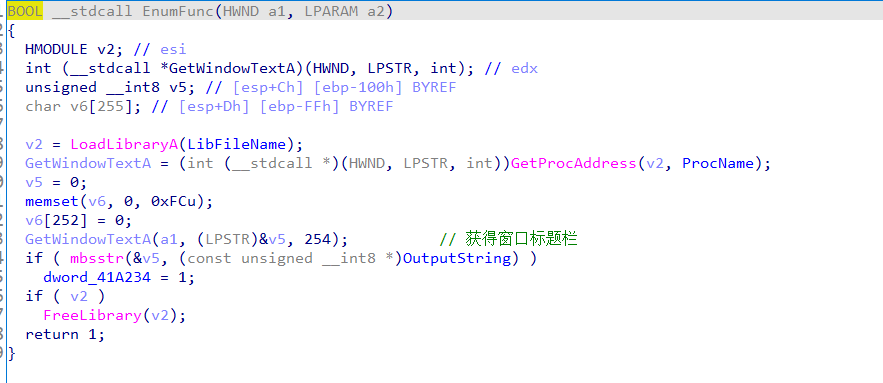 BOOL __stdcall EnumFunc(HWND a1, LPARAM a2)
{
  HMODULE v2; // esi
  int (__stdcall *GetWindowTextA)(HWND, LPSTR, int); // edx
  unsigned __int8 v5; // [esp+Ch] [ebp-100h] BYREF
  char v6[255]; // [esp+Dh] [ebp-FFh] BYREF

  v2 = LoadLibraryA(LibFileName);
  GetWindowTextA = (int (__stdcall *)(HWND, LPSTR, int))GetProcAddress(v2, ProcName);
  v5 = 0;
  memset(v6, 0, 0xFCu);
  v6[252] = 0;
  GetWindowTextA(a1, (LPSTR)&v5, 254);            // 获得窗口标题栏
  if ( mbsstr(&v5, (const unsigned __int8 *)OutputString) )
    dword_41A234 = 1;
  if ( v2 )
    FreeLibrary(v2);
  return 1;
}